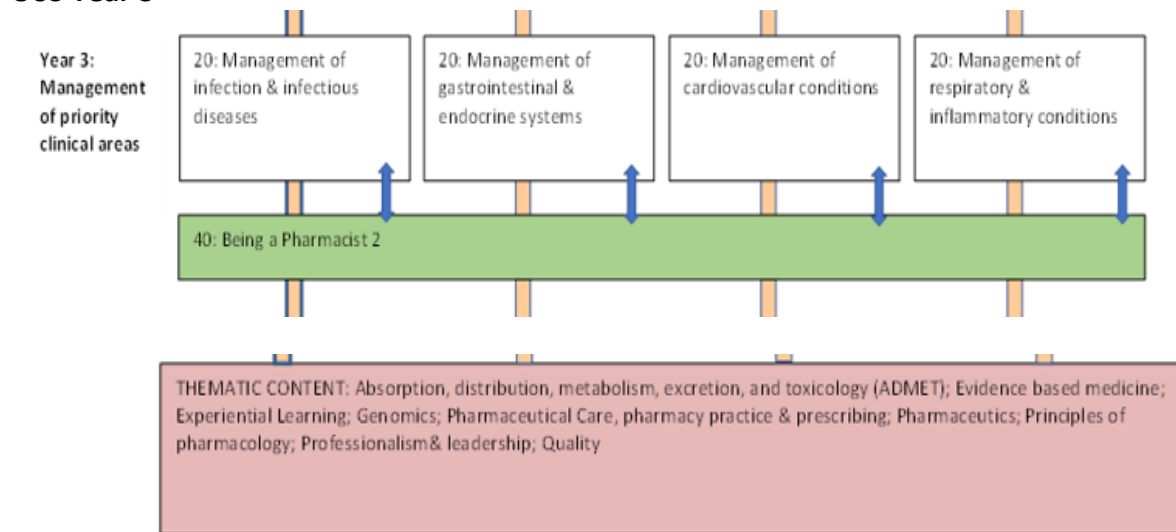 Year 3:
Management
of priority
clinical areas
20: Management of
infection & infectious
diseases
20: Management of
gastrointestinal &
endocrine systems
20: Management of
cardiovascular conditions
20: Management of
respiratory &
inflammatory conditions
40: Being a Pharmacist 2
THEMATIC CONTENT: Absorption, distribution, metabolism, excretion, and toxicology (ADMET); Evidence based medicine;
Experiential Learning; Genomics; Pharmaceutical Care, pharmacy practice & prescribing; Pharmaceutics; Principles of
pharmacology; Professionalism& leadership; Quality